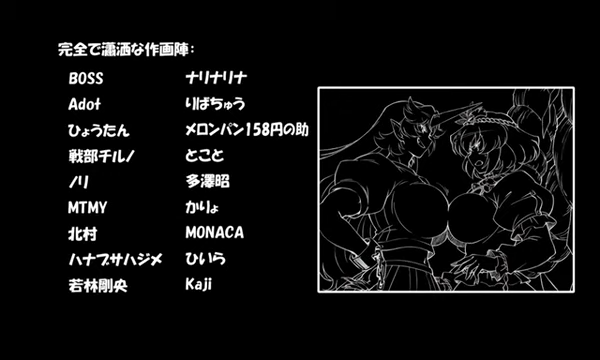 完全で瀟洒な作画陣:
BOSS ナリナリナ
Adot りばちゅう
ひょうたん メロンパン158円の助
戦部チルノ とこと
ノリ 多澤昭
MTMY かりょ
北村 MONACA
ハナブサハジメ ひいら
若林剛央 Kaji